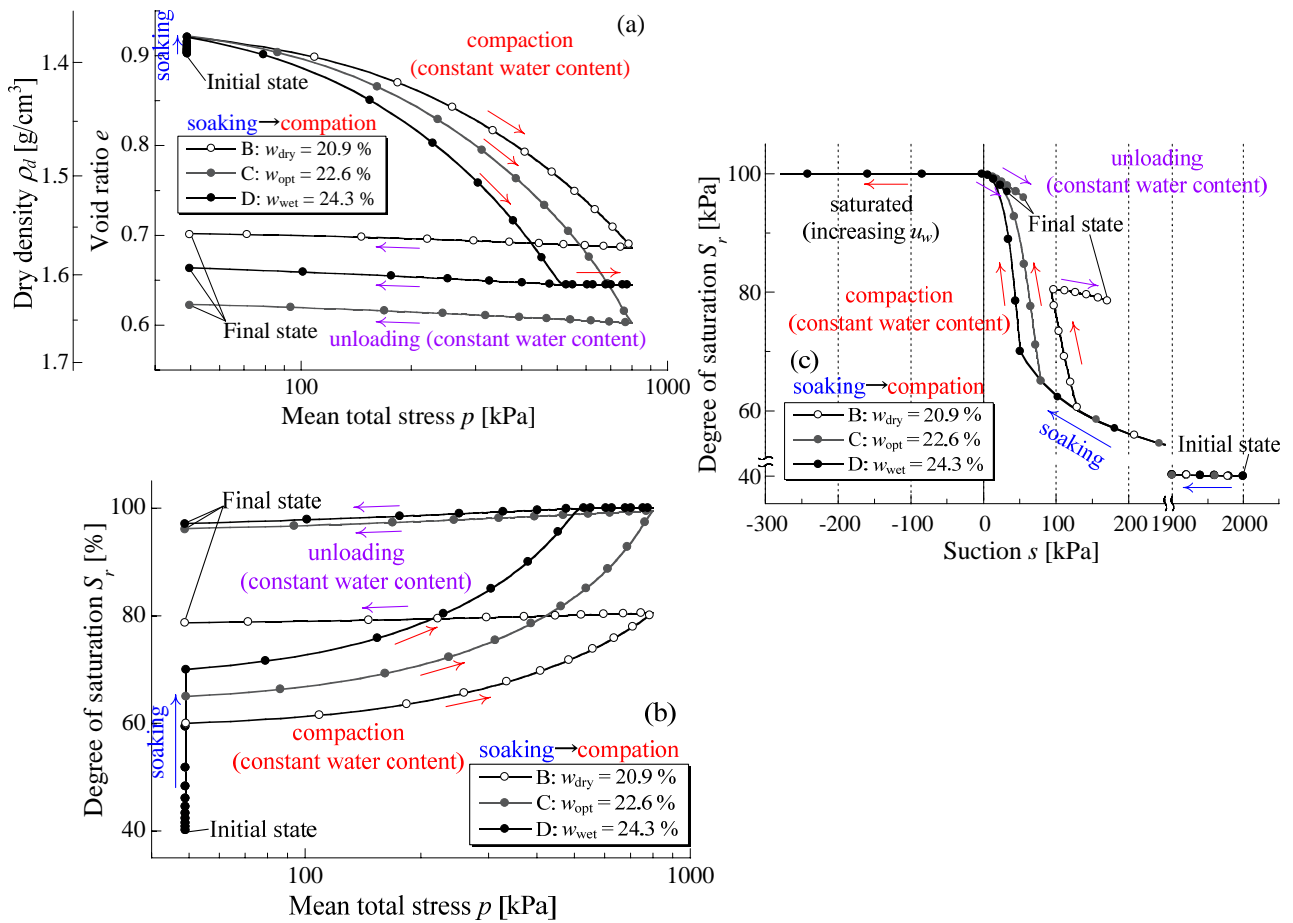 (a)
Dry density ρd [g/cm3]
1.4
1.5
1.6
1.7
Void ratio e
0.9
0.8
0.7
0.6
soaking
Initial state
compaction
(constant water content)
soaking→compation
B: wdry = 20.9 %
C: wopt = 22.6 %
D: wwet = 24.3 %
Final state
unloading (constant water content)
100
1000
Mean total stress p [kPa]
(b)
Degree of saturation Sr [%]
100
80
60
40
Final state
unloading
(constant water content)
soaking
compaction
(constant water content)
Initial state
soaking→compation
B: wdry = 20.9 %
C: wopt = 22.6 %
D: wwet = 24.3 %
100
1000
Mean total stress p [kPa]
(c)
Degree of saturation Sr [kPa]
100
80
60
40
unloading
(constant water content)
Final state
saturated
(increasing uw)
compaction
(constant water content)
soaking→compation
B: wdry = 20.9 %
C: wopt = 22.6 %
D: wwet = 24.3 %
soaking
Initial state
-300 -200 -100 0 100 200 1900 2000
Suction s [kPa]